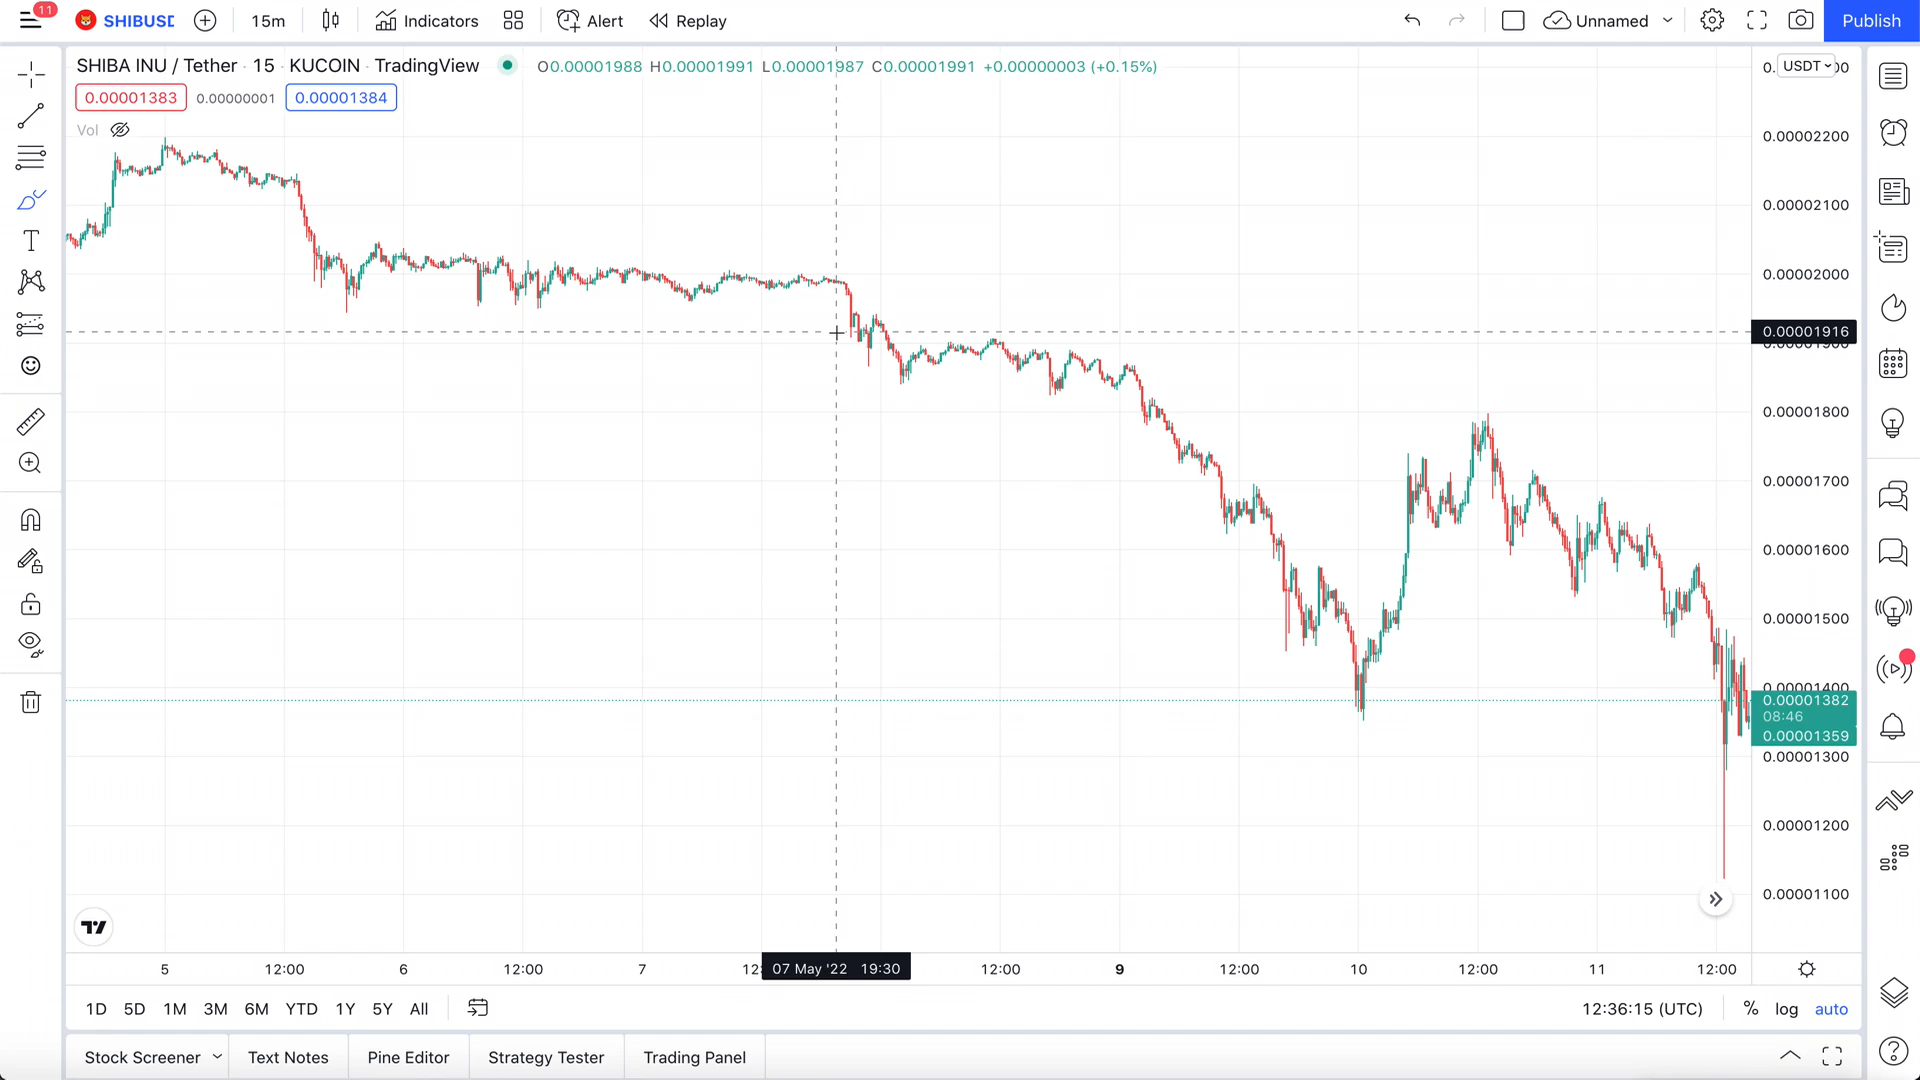 11 SHIBUSD 15m Indicators Alert Replay Unnamed Publish
SHIBA INU / Tether · 15 · KUCOIN · TradingView O0.00001988 H0.00001991 L0.00001987 C0.00001991 +0.00000003 (+0.15%) USDT
0.00001383 0.00000001 0.00001384
Vol
0.00002200
0.00002100
0.00002000
0.00001916
0.00001800
0.00001700
0.00001600
0.00001500
0.00001400
0.00001382
08:46
0.00001359
0.00001300
0.00001200
0.00001100
5 12:00 6 12:00 7 07 May '22 19:30 12:00 9 12:00 10 12:00 11 12:00
1D 5D 1M 3M 6M YTD 1Y 5Y All 12:36:15 (UTC) % log auto
Stock Screener Text Notes Pine Editor Strategy Tester Trading Panel